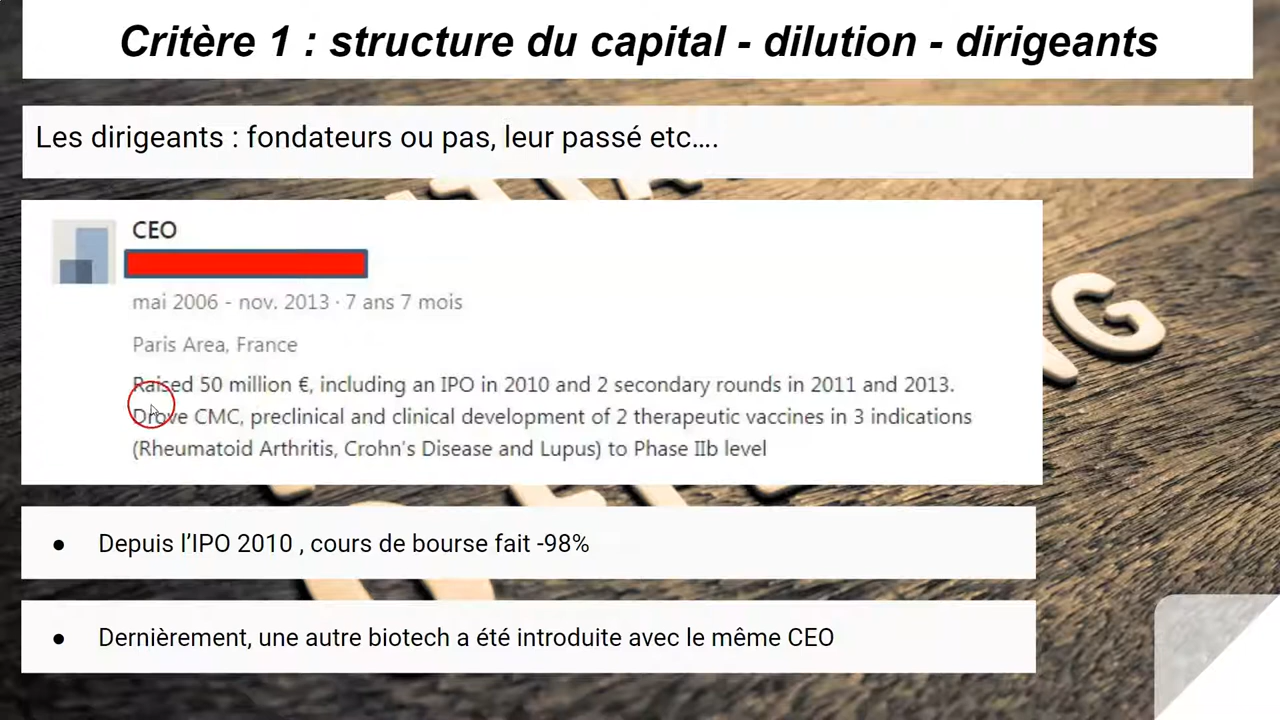 Critère 1 : structure du capital - dilution - dirigeants
Les dirigeants : fondateurs ou pas, leur passé etc....
CEO
mai 2006 - nov. 2013 · 7 ans 7 mois
Paris Area, France
Raised 50 million €, including an IPO in 2010 and 2 secondary rounds in 2011 and 2013.
Drove CMC, preclinical and clinical development of 2 therapeutic vaccines in 3 indications
(Rheumatoid Arthritis, Crohn's Disease and Lupus) to Phase IIb level
● Depuis l'IPO 2010 , cours de bourse fait -98%
● Dernièrement, une autre biotech a été introduite avec le même CEO